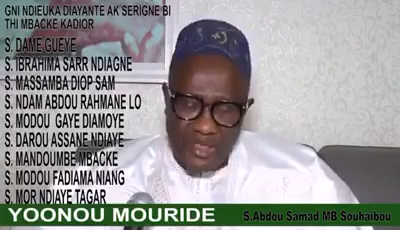 GNI NDIEUKA DIAYANTE AK SERIGNE BI
THI MBACKE KADIOR
S. DAME GUEYE
S. IBRAHIMA SARR NDIAGNE
S. MASSAMBA DIOP SAM
S. NDAM ABDOU RAHMANE LO
S. MODOU GAYE DIAMOYE
S. DAROU ASSANE NDIAYE
S. MANDOUMBE MBACKE
S. MODOU FADIAMA NIANG
S. MOR NDIAYE TAGAR
YOONOU MOURIDE
S.Abdou Samad MB Souhaibou